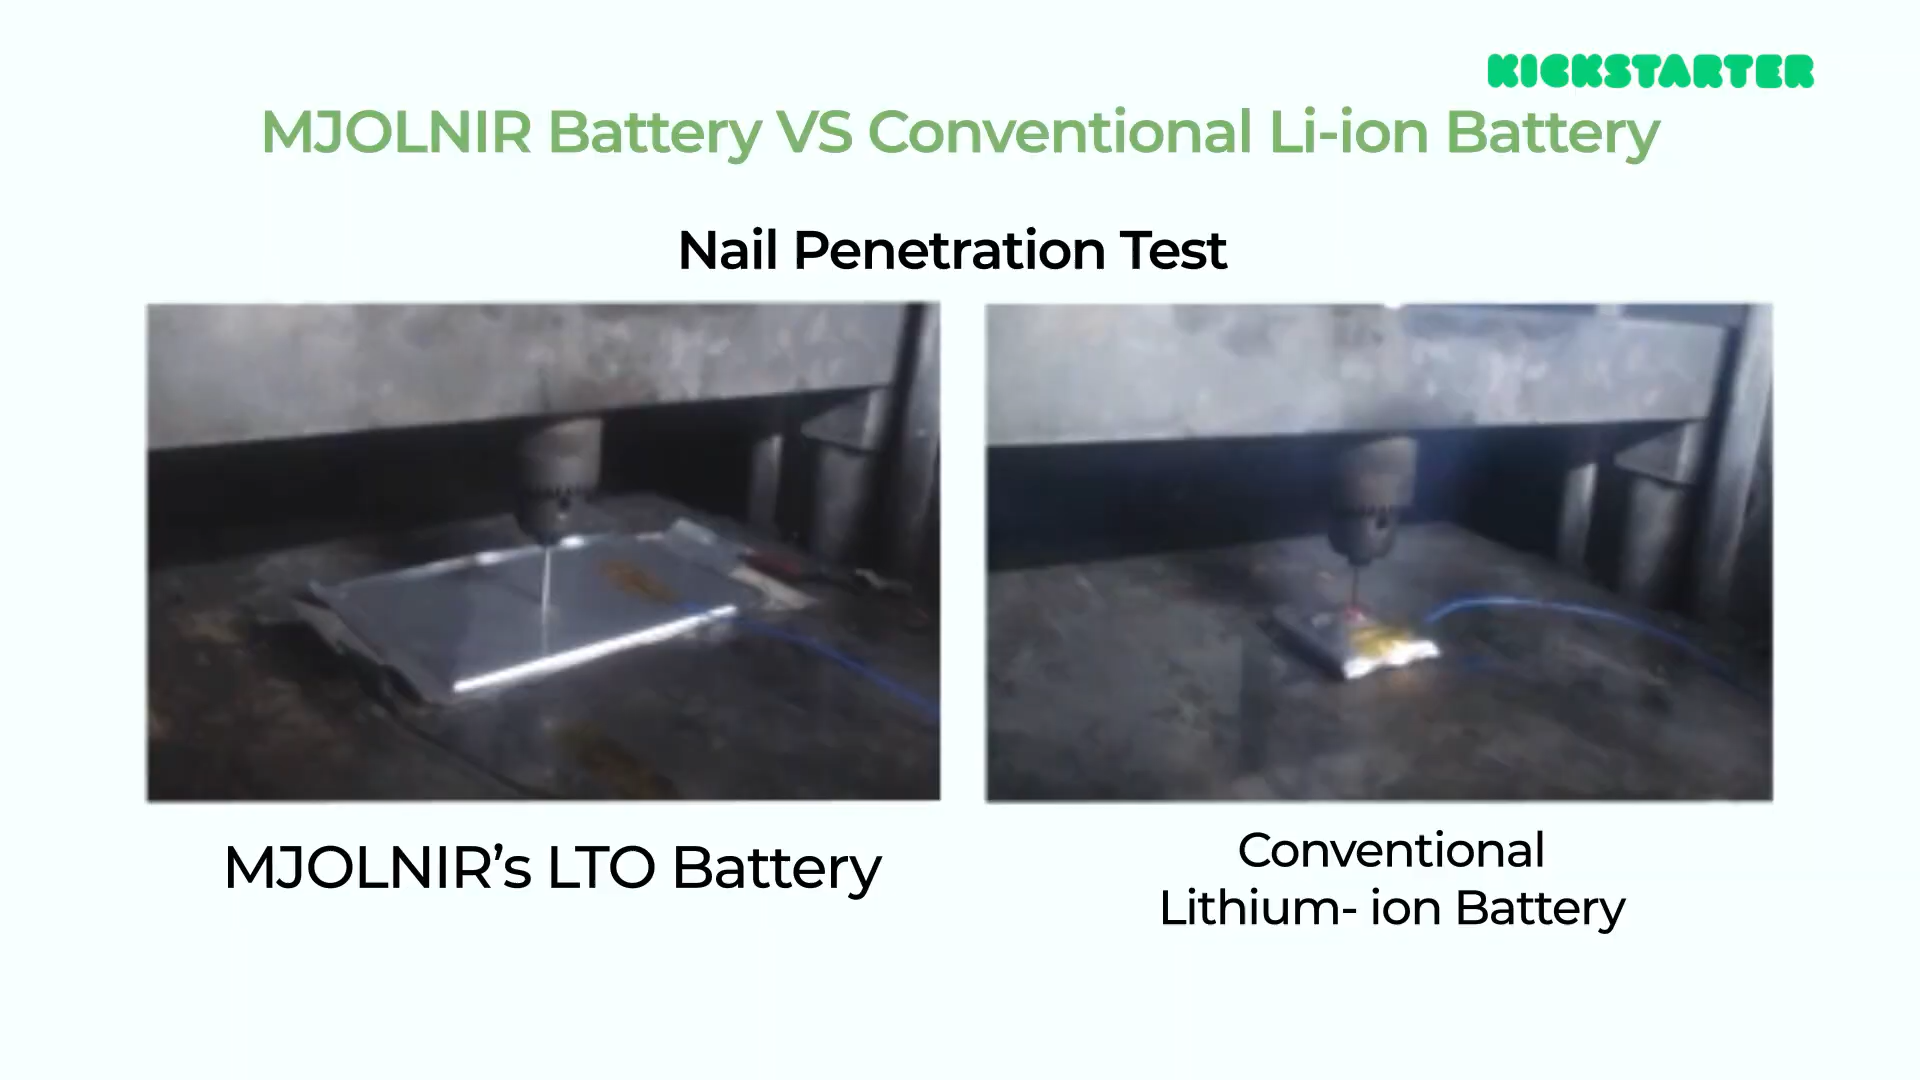 KICKSTARTER
MJOLNIR Battery VS Conventional Li-ion Battery
Nail Penetration Test
MJOLNIR’s LTO Battery
Conventional
Lithium- ion Battery